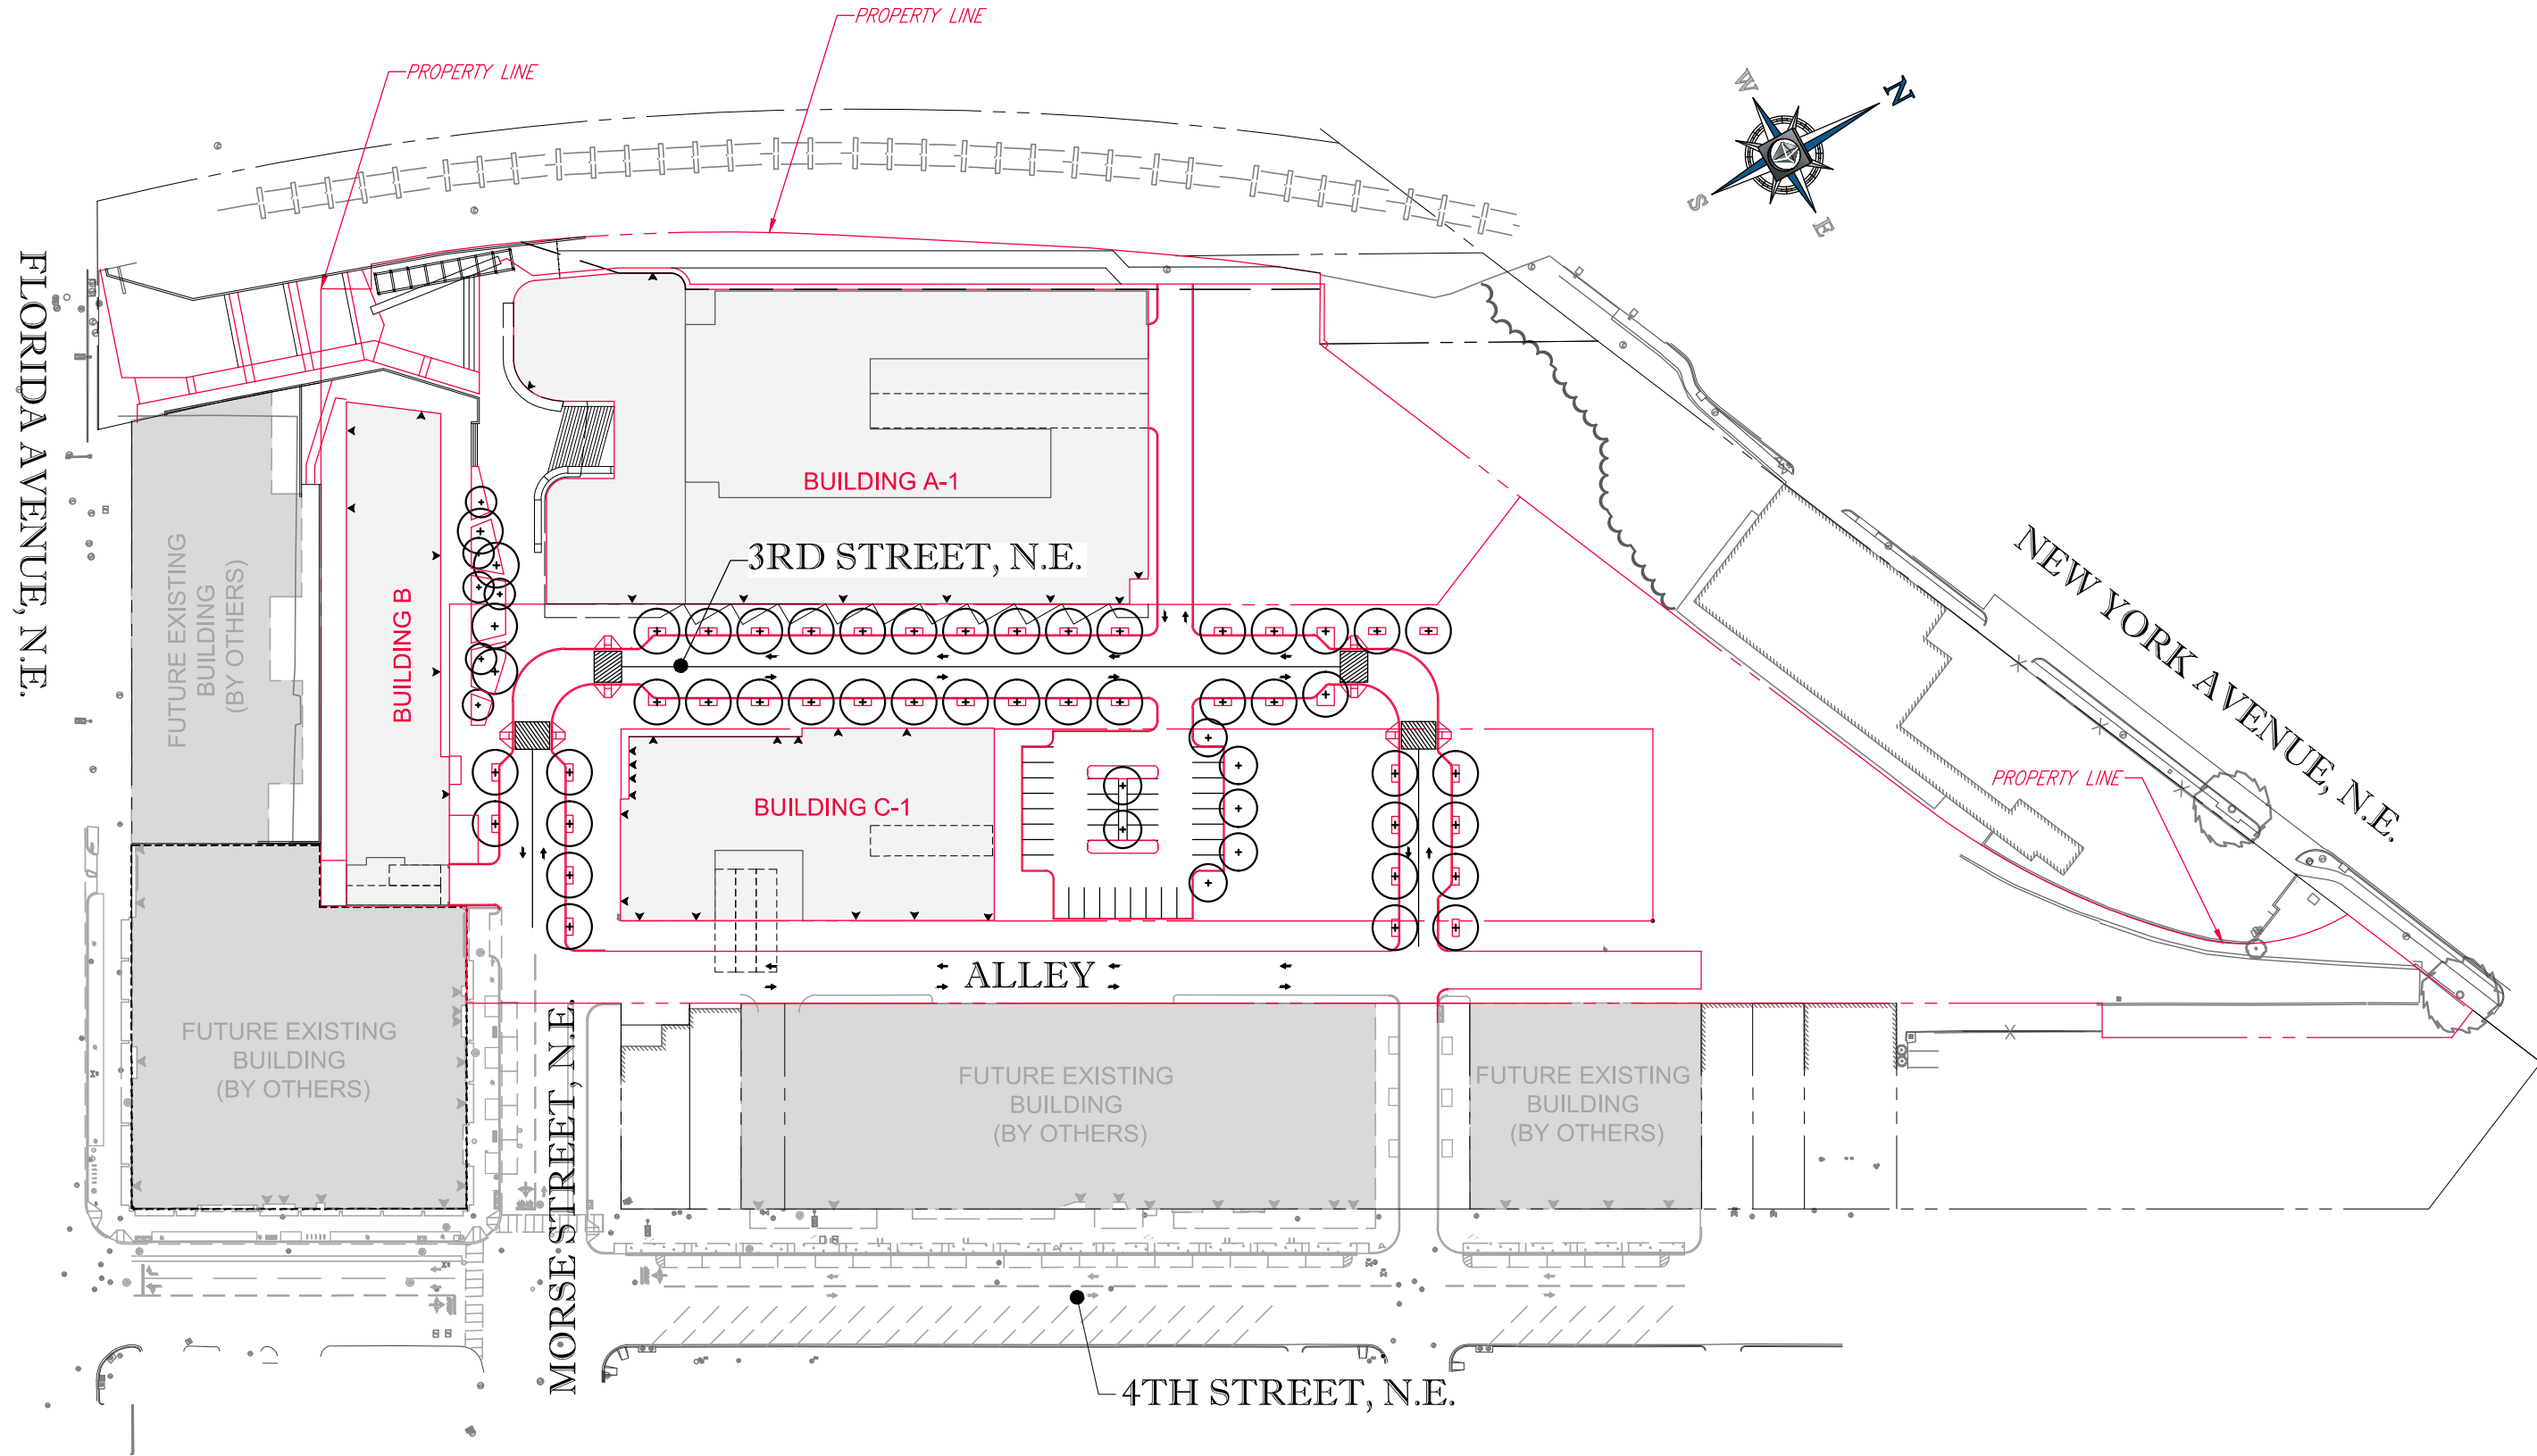 PROPERTY LINE
PROPERTY LINE
N
W
S
E
FLORIDA AVENUE, N.E.
BUILDING A-1
3RD STREET, N.E.
FUTURE EXISTING
BUILDING
(BY OTHERS)
BUILDING B
NEW YORK AVENUE, N.E.
PROPERTY LINE
BUILDING C-1
ALLEY
FUTURE EXISTING
BUILDING
(BY OTHERS)
MORSE STREET, N.E.
FUTURE EXISTING
BUILDING
(BY OTHERS)
FUTURE EXISTING
BUILDING
(BY OTHERS)
4TH STREET, N.E.